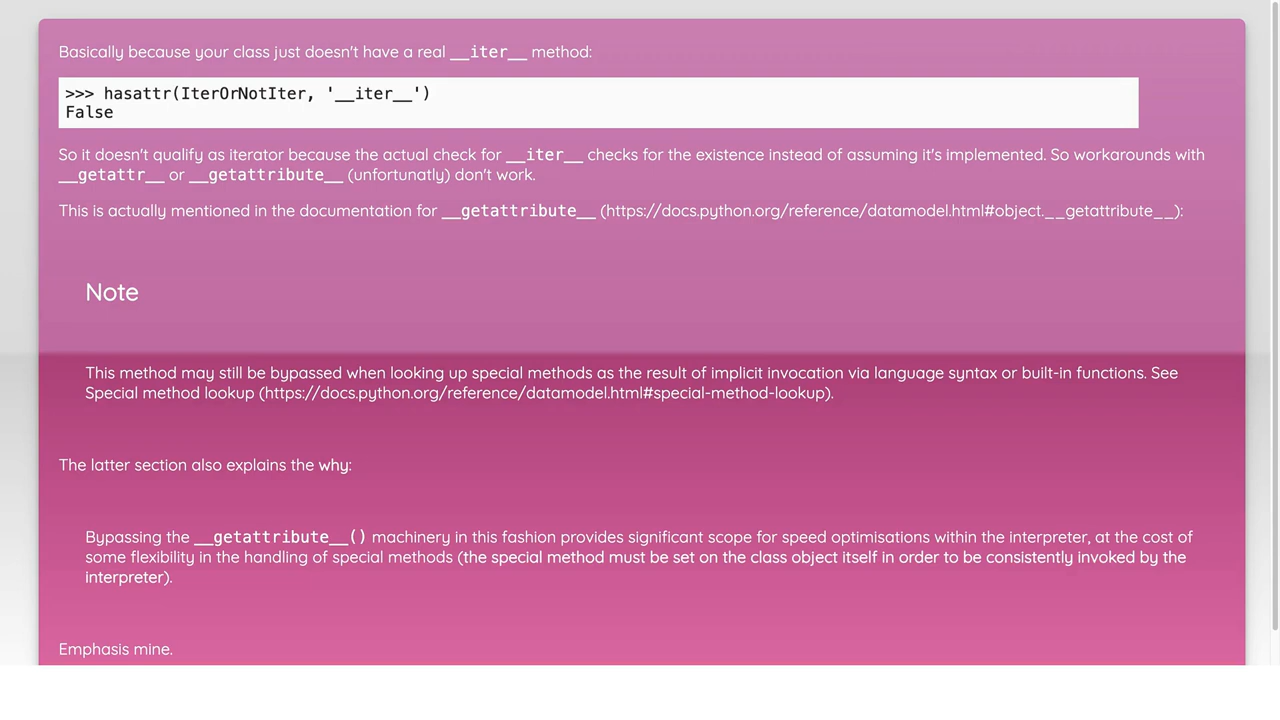 Basically because your class just doesn't have a real __iter__ method:
>>> hasattr(IterOrNotIter, '__iter__')
False
So it doesn't qualify as iterator because the actual check for __iter__ checks for the existence instead of assuming it's implemented. So workarounds with
__getattr__ or __getattribute__ (unfortunatly) don't work.
This is actually mentioned in the documentation for __getattribute__ (https://docs.python.org/reference/datamodel.html#object.__getattribute__):
Note
This method may still be bypassed when looking up special methods as the result of implicit invocation via language syntax or built-in functions. See
Special method lookup (https://docs.python.org/reference/datamodel.html#special-method-lookup).
The latter section also explains the why:
Bypassing the __getattribute__() machinery in this fashion provides significant scope for speed optimisations within the interpreter, at the cost of
some flexibility in the handling of special methods (the special method must be set on the class object itself in order to be consistently invoked by the
interpreter).
Emphasis mine.